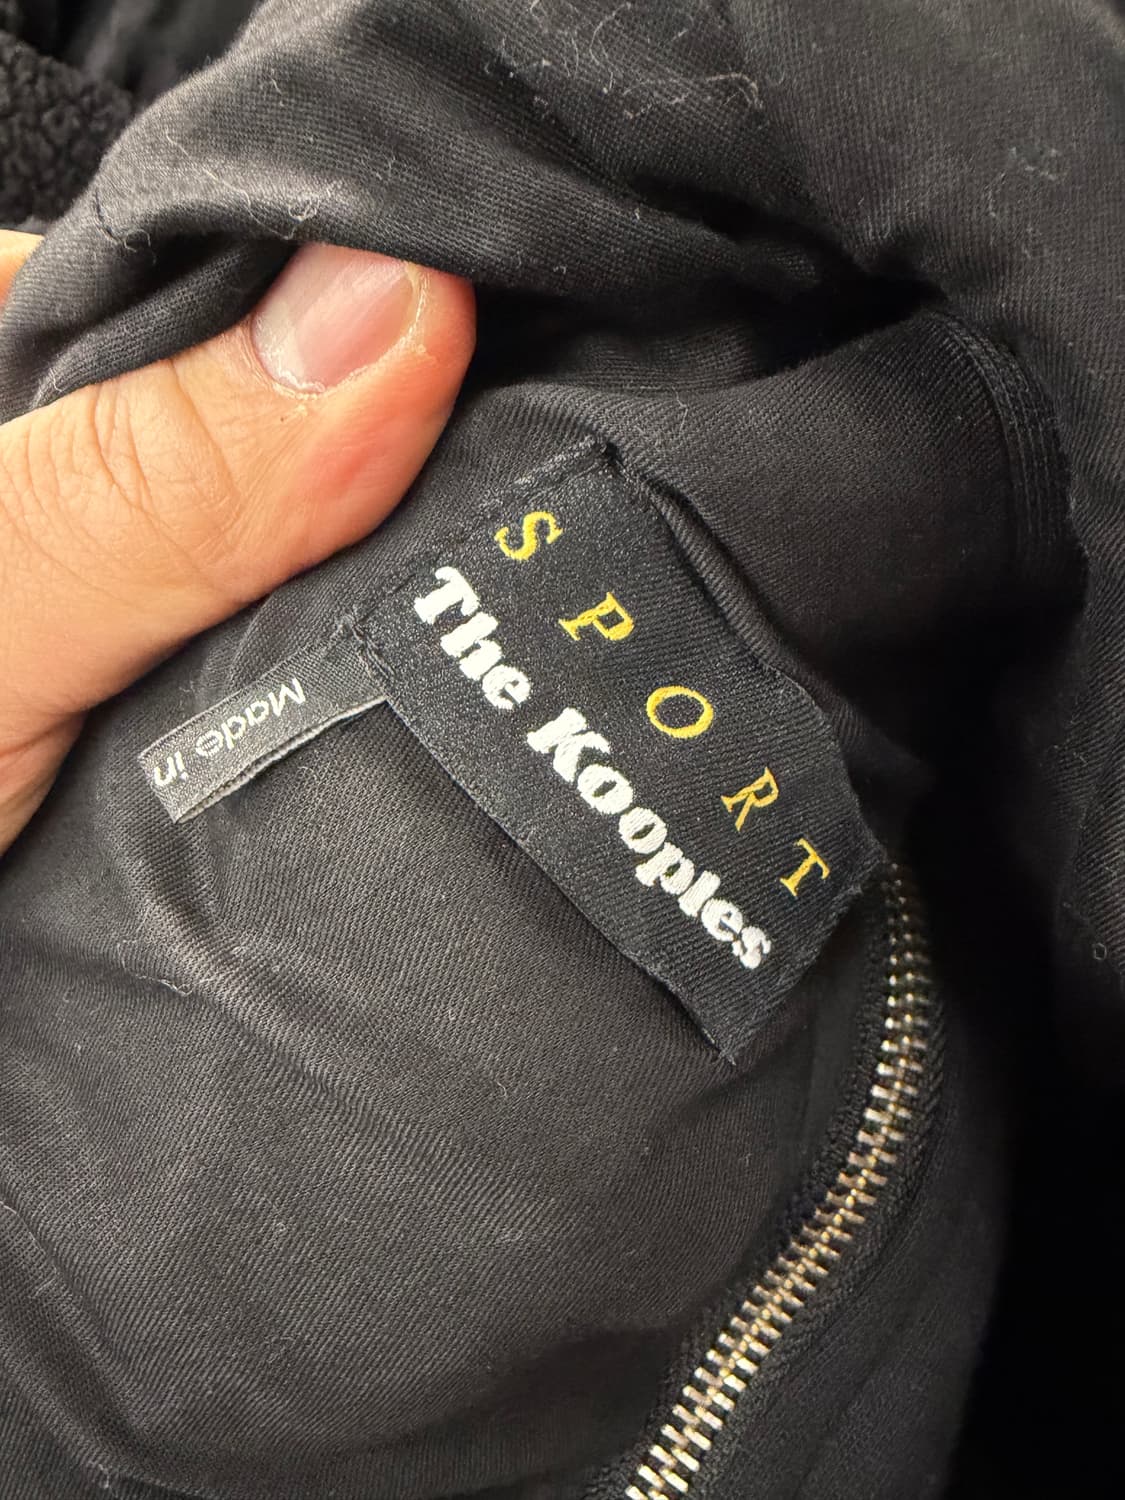 SPORT
The Kooples
Made in